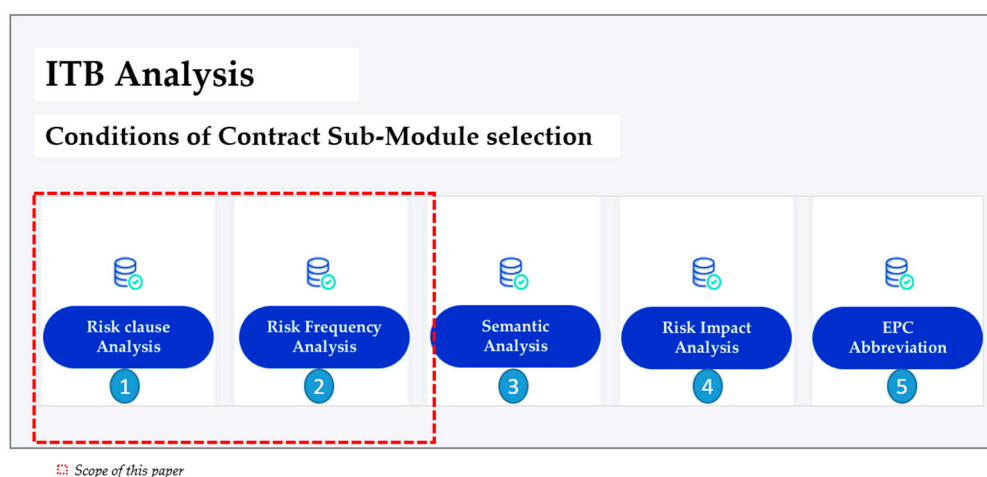 ITB Analysis
Conditions of Contract Sub-Module selection
Risk clause
Analysis
1
Risk Frequency
Analysis
2
Semantic
Analysis
3
Risk Impact
Analysis
4
EPC
Abbreviation
5
Scope of this paper